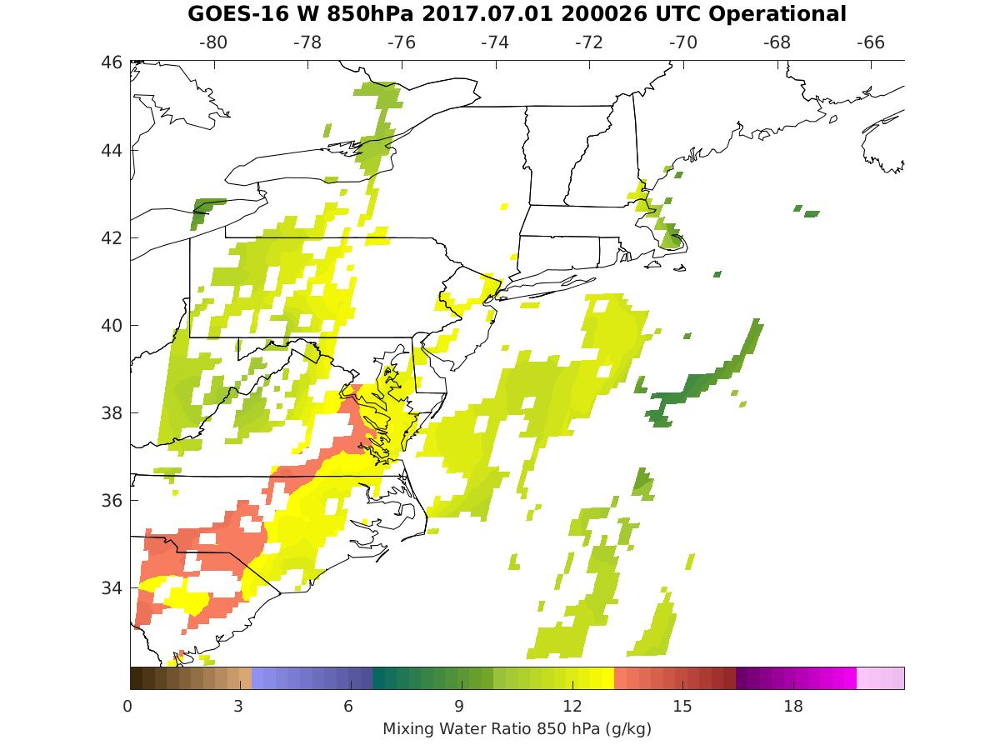 GOES-16 W 850hPa 2017.07.01 200026 UTC Operational
-80 -78 -76 -74 -72 -70 -68 -66
46
44
42
40
38
36
34
0 3 6 9 12 15 18
Mixing Water Ratio 850 hPa (g/kg)